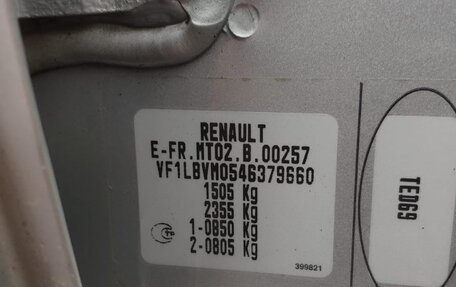 RENAULT
E-FR.MT02.B.00257
VF1LBVM0546379660
1505 Kg
2355 Kg
1-0850 Kg
2-0805 Kg
399821
TED69